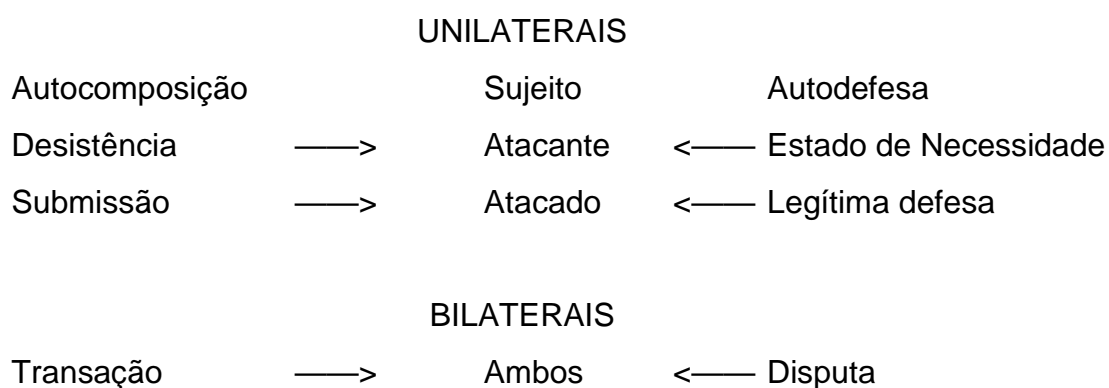 UNILATERAIS
Autocomposição Sujeito Autodefesa
Desistência ——> Atacante <—— Estado de Necessidade
Submissão ——> Atacado <—— Legítima defesa
BILATERAIS
Transação ——> Ambos <—— Disputa